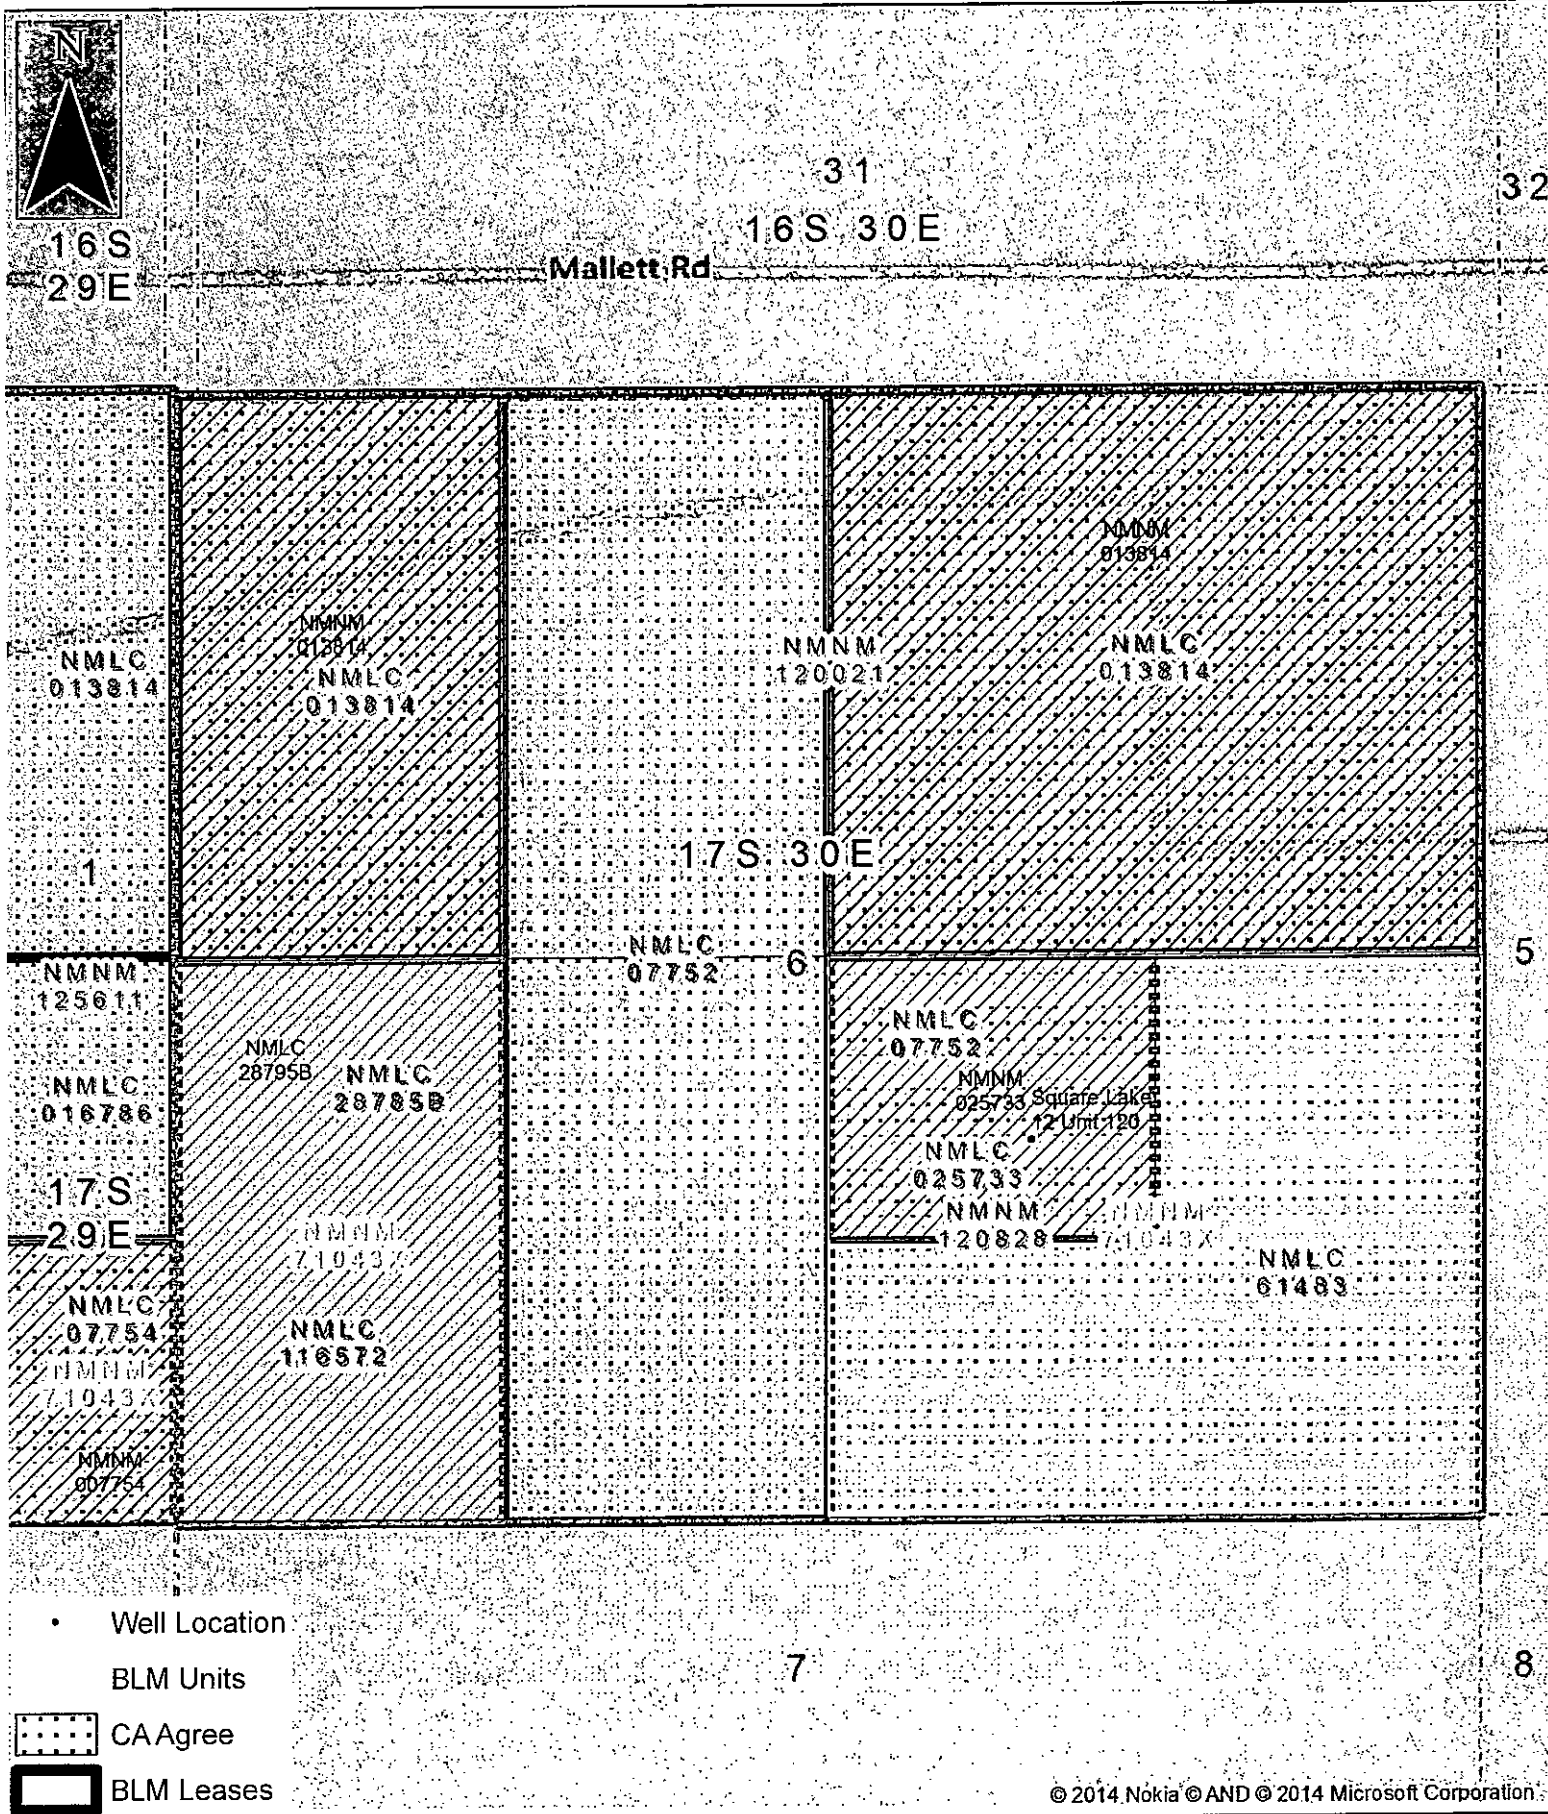 N
31
32
16S
29E
16S 30E
Mallett Rd
NMNM
013814
NMNM
013814
NMLC
013814
NMLC
013814
NMNM
120021
NMLC
013814
17S 30E
1
NMLC
07752
6
5
NMNM
125611
NMLC
07752
NMLC
28795B
NMLC
28785B
NMLC
016786
NMNM
025733
Square Lake
12 Unit 120
NMLC
025733
17S
29E
NMNM
71043X
NMNM
120828
NMNM
71043X
NMLC
61483
NMLC
07754
NMLC
116572
NMNM
71043X
NMNM
007754
Well Location
BLM Units
CA Agree
BLM Leases
7
8
© 2014 Nokia © AND © 2014 Microsoft Corporation